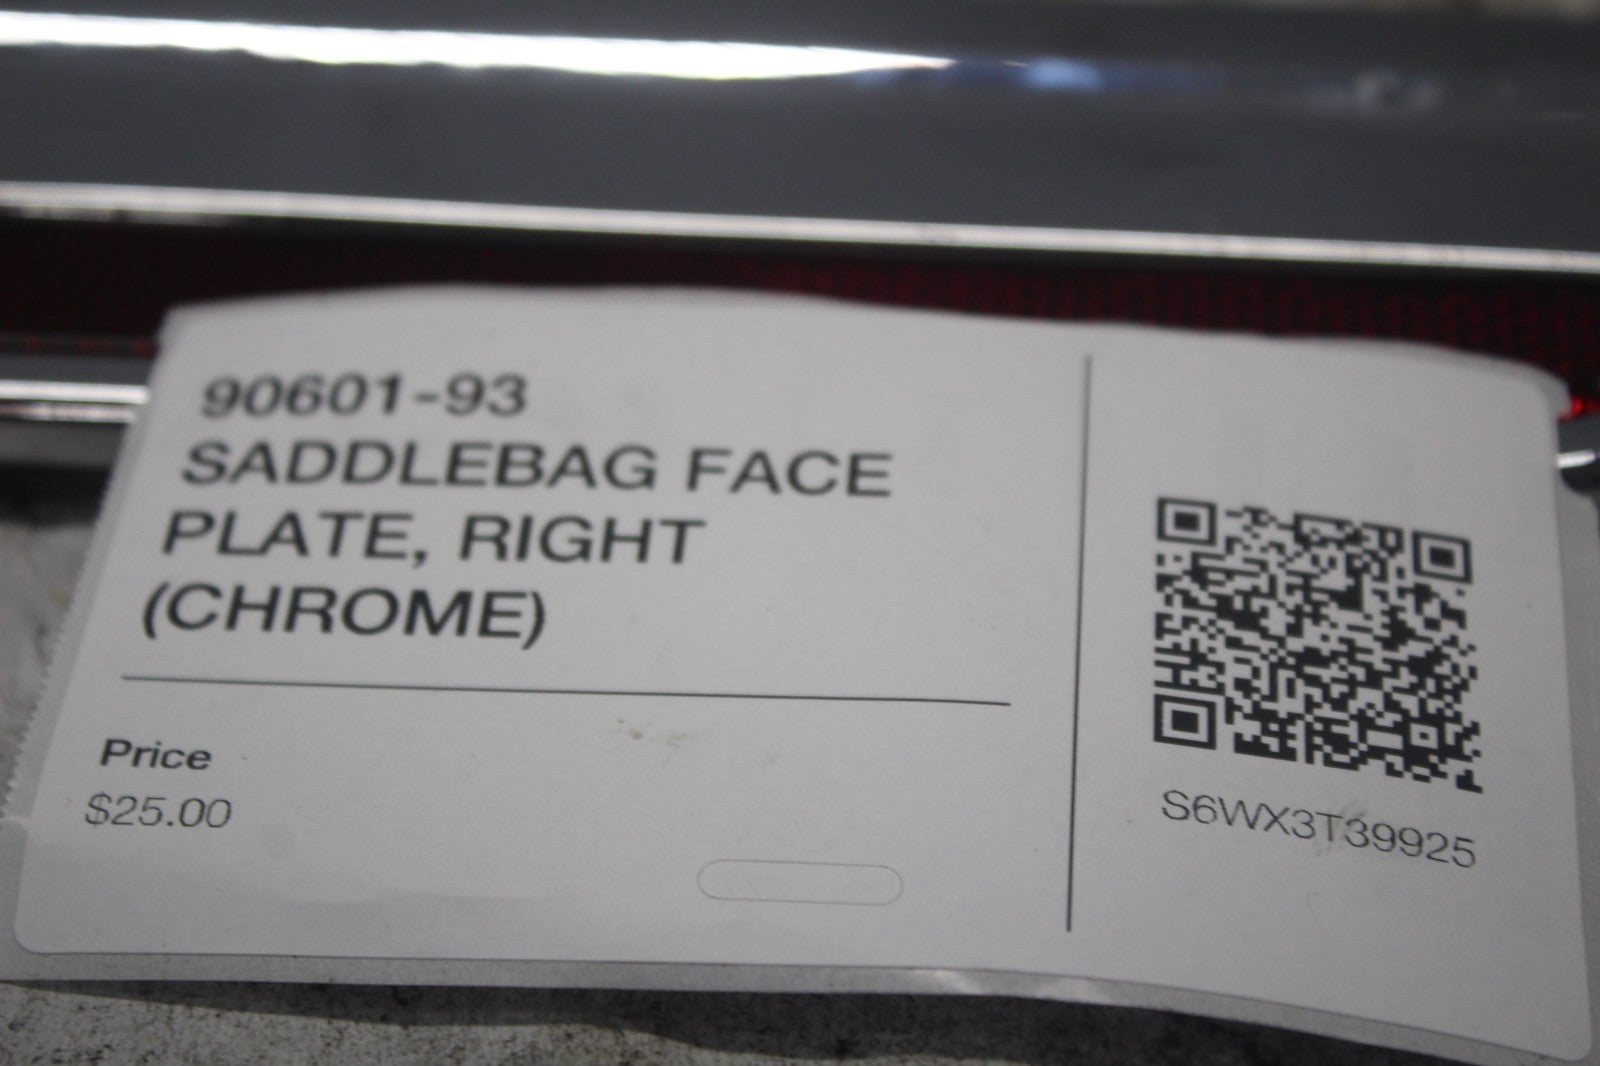 90601-93
SADDLEBAG FACE
PLATE, RIGHT
(CHROME)
Price
$25.00
S6WX3T39925